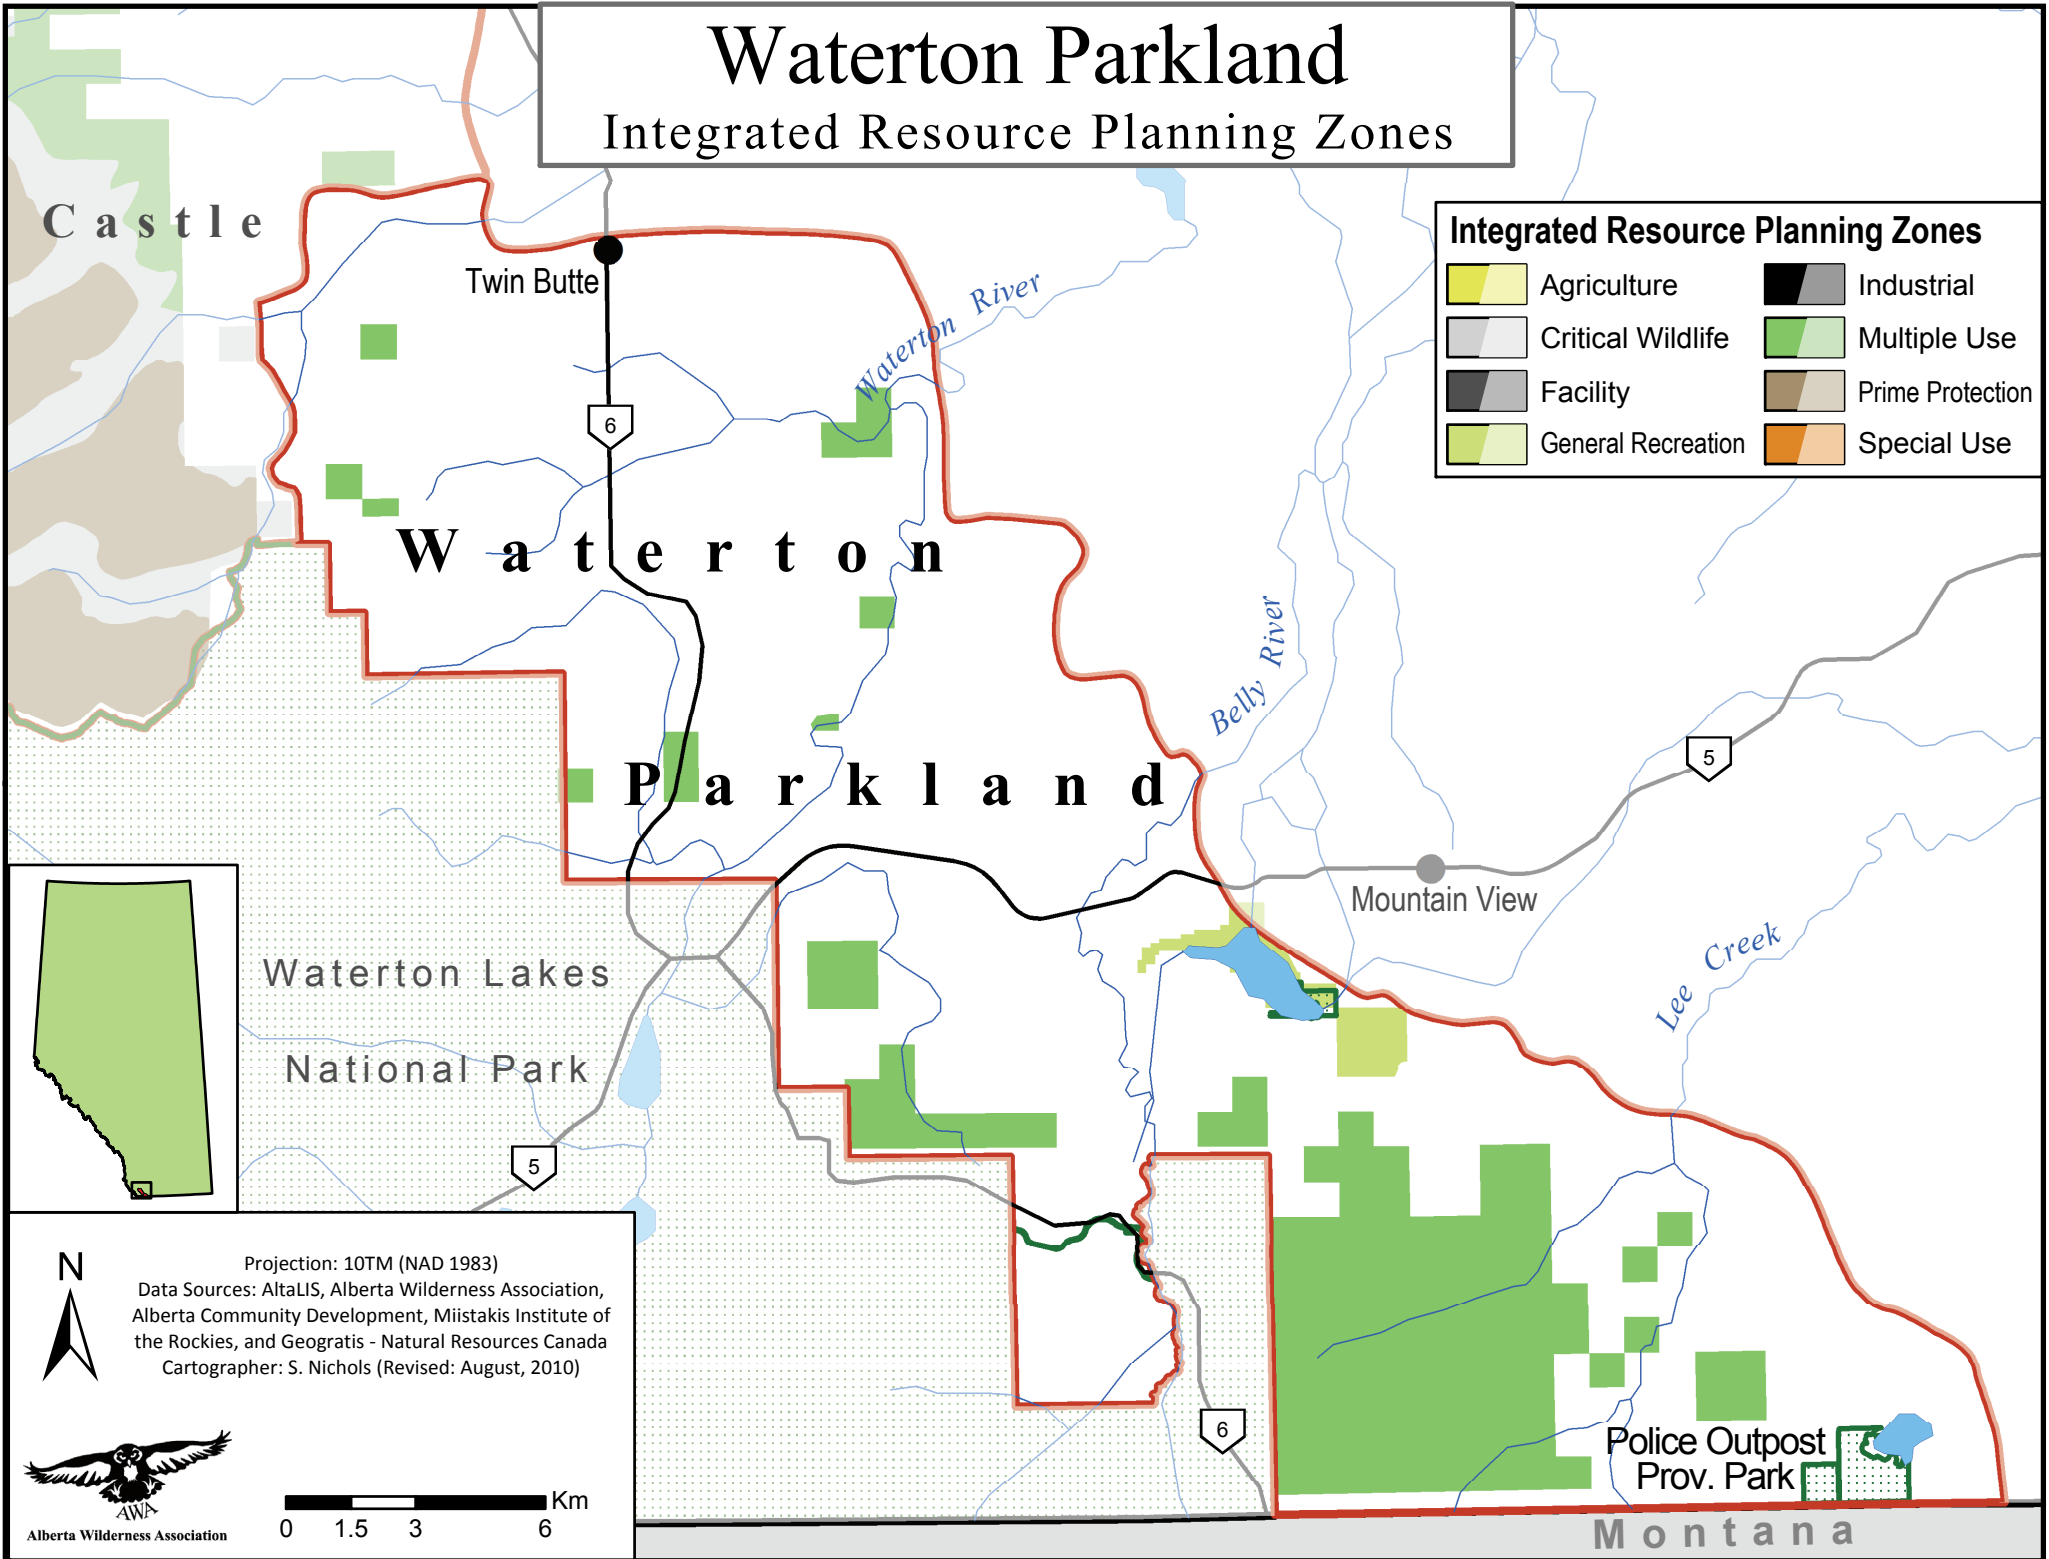 Waterton Parkland
Integrated Resource Planning Zones
Castle
Twin Butte
Waterton River
6
Integrated Resource Planning Zones
Agriculture
Industrial
Critical Wildlife
Multiple Use
Facility
Prime Protection
General Recreation
Special Use
Waterton
Belly River
5
Parkland
Mountain View
Lee Creek
Waterton Lakes
National Park
5
6
Police Outpost
Prov. Park
Montana
N
Projection: 10TM (NAD 1983)
Data Sources: AltaLIS, Alberta Wilderness Association,
Alberta Community Development, Miistakis Institute of
the Rockies, and Geogratis - Natural Resources Canada
Cartographer: S. Nichols (Revised: August, 2010)
AWA
Alberta Wilderness Association
Km
0 1.5 3 6